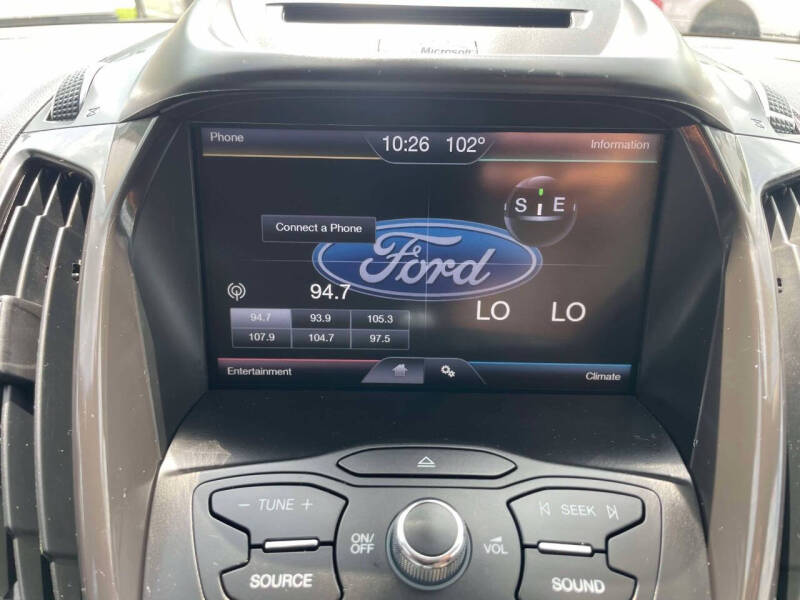 Microsoft
Phone
10:26 102°
Information
S E
Connect a Phone
Ford
94.7
LO LO
94.7 93.9 105.3
107.9 104.7 97.5
Entertainment
Climate
- TUNE +
SEEK
ON/
OFF
VOL
SOURCE
SOUND